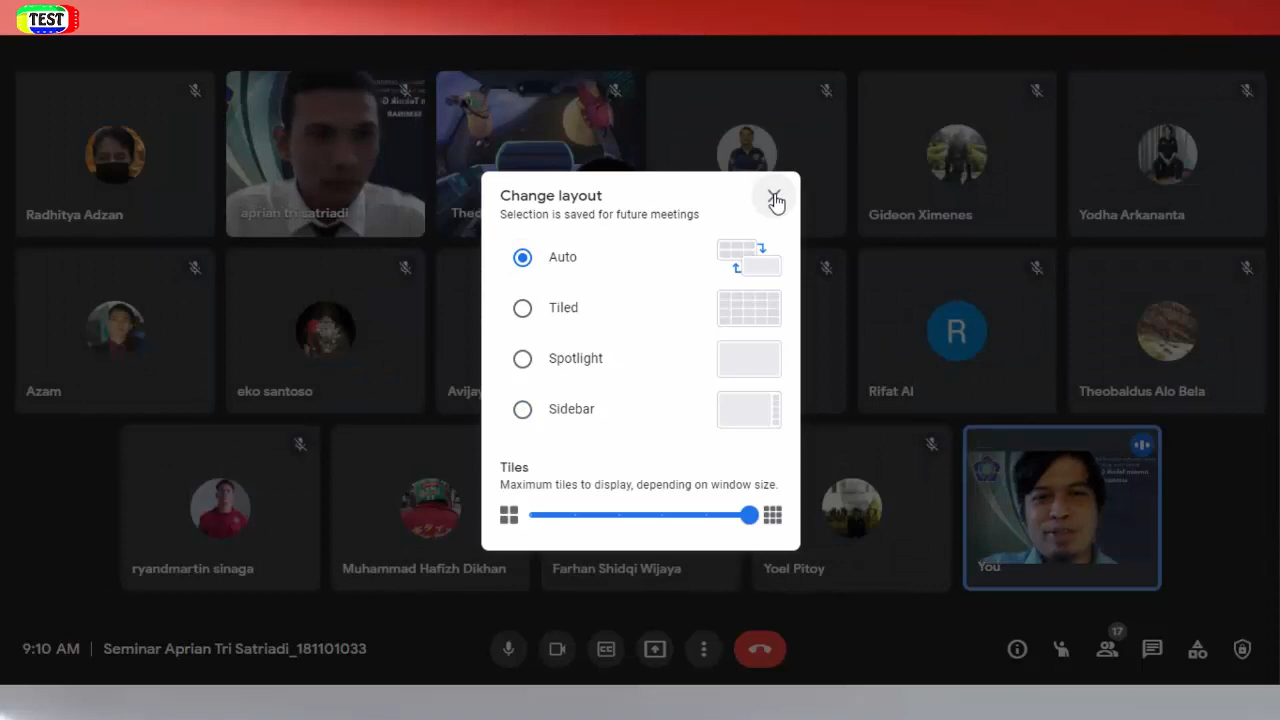 TEST
Radhitya Adzan
aprian tri satriadi
Thed
Gideon Ximenes
Yodha Arkananta
Change layout
Selection is saved for future meetings
Auto
Tiled
Spotlight
Sidebar
Tiles
Maximum tiles to display, depending on window size.
Azam
eko santoso
Avijay
R
Rifat Al
Theobaldus Alo Bela
ryandmartin sinaga
Muhammad Hafizh Dikhan
Farhan Shidqi Wijaya
Yoel Pitoy
You
9:10 AM | Seminar Aprian Tri Satriadi_181101033
17